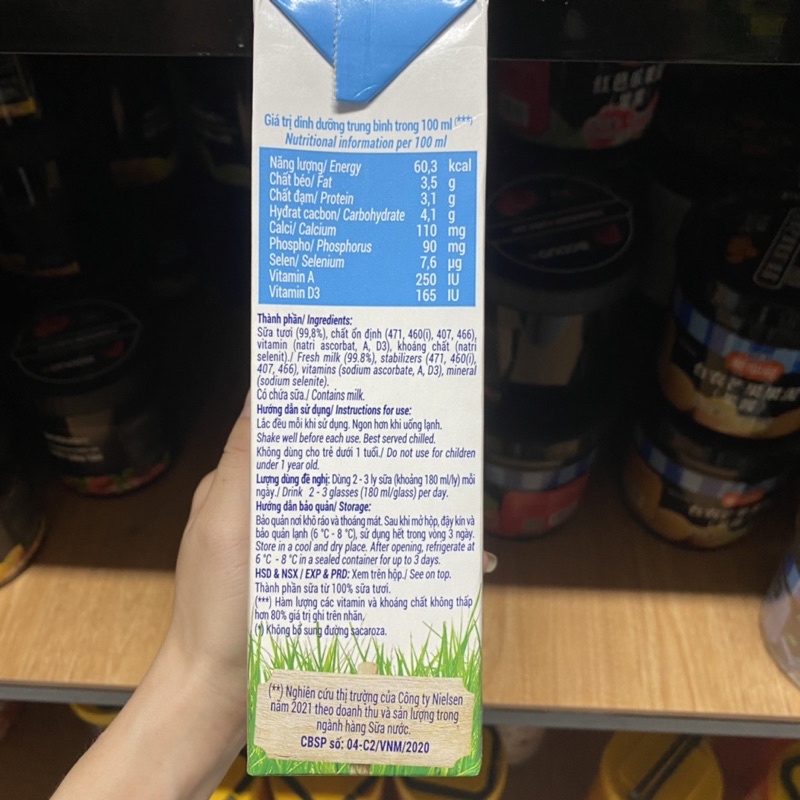 Giá trị dinh dưỡng trung bình trong 100 ml (***)
Nutritional information per 100 ml
Năng lượng/ Energy 60,3 kcal
Chất béo/ Fat 3,5 g
Chất đạm/ Protein 3,1 g
Hyđrat cacbon/ Carbohydrate 4,1 g
Calci/ Calcium 110 mg
Phospho/ Phosphorus 90 mg
Selen/ Selenium 7,6 µg
Vitamin A 250 IU
Vitamin D3 165 IU
Thành phần/ Ingredients:
Sữa tươi (99,8%), chất ổn định (471, 460(i), 407, 466),
vitamin (natri ascorbat, A, D3), khoáng chất (natri
selenit)./ Fresh milk (99.8%), stabilizers (471, 460(i),
407, 466), vitamins (sodium ascorbate, A, D3), mineral
(sodium selenite).
Có chứa sữa./ Contains milk.
Hướng dẫn sử dụng/ Instructions for use:
Lắc đều mỗi khi sử dụng. Ngon hơn khi uống lạnh.
Shake well before each use. Best served chilled.
Không dùng cho trẻ dưới 1 tuổi./ Do not use for children
under 1 year old.
Lượng dùng đề nghị: Dùng 2 - 3 ly sữa (khoảng 180 ml/ly) mỗi
ngày./ Drink 2 - 3 glasses (180 ml/glass) per day.
Hướng dẫn bảo quản/ Storage:
Bảo quản nơi khô ráo và thoáng mát. Sau khi mở hộp, đậy kín và
bảo quản lạnh (6 °C - 8 °C), sử dụng hết trong vòng 3 ngày.
Store in a cool and dry place. After opening, refrigerate at
6 °C - 8 °C in a sealed container for up to 3 days.
HSD & NSX / EXP & PRD: Xem trên hộp./ See on top.
Thành phần sữa từ 100% sữa tươi.
(***) Hàm lượng các vitamin và khoáng chất không thấp
hơn 80% giá trị ghi trên nhãn.
(*) Không bổ sung đường sacaroza.
(**) Nghiên cứu thị trường của Công ty Nielsen
năm 2021 theo doanh thu và sản lượng trong
ngành hàng Sữa nước.
CBSP số: 04-C2/VNM/2020